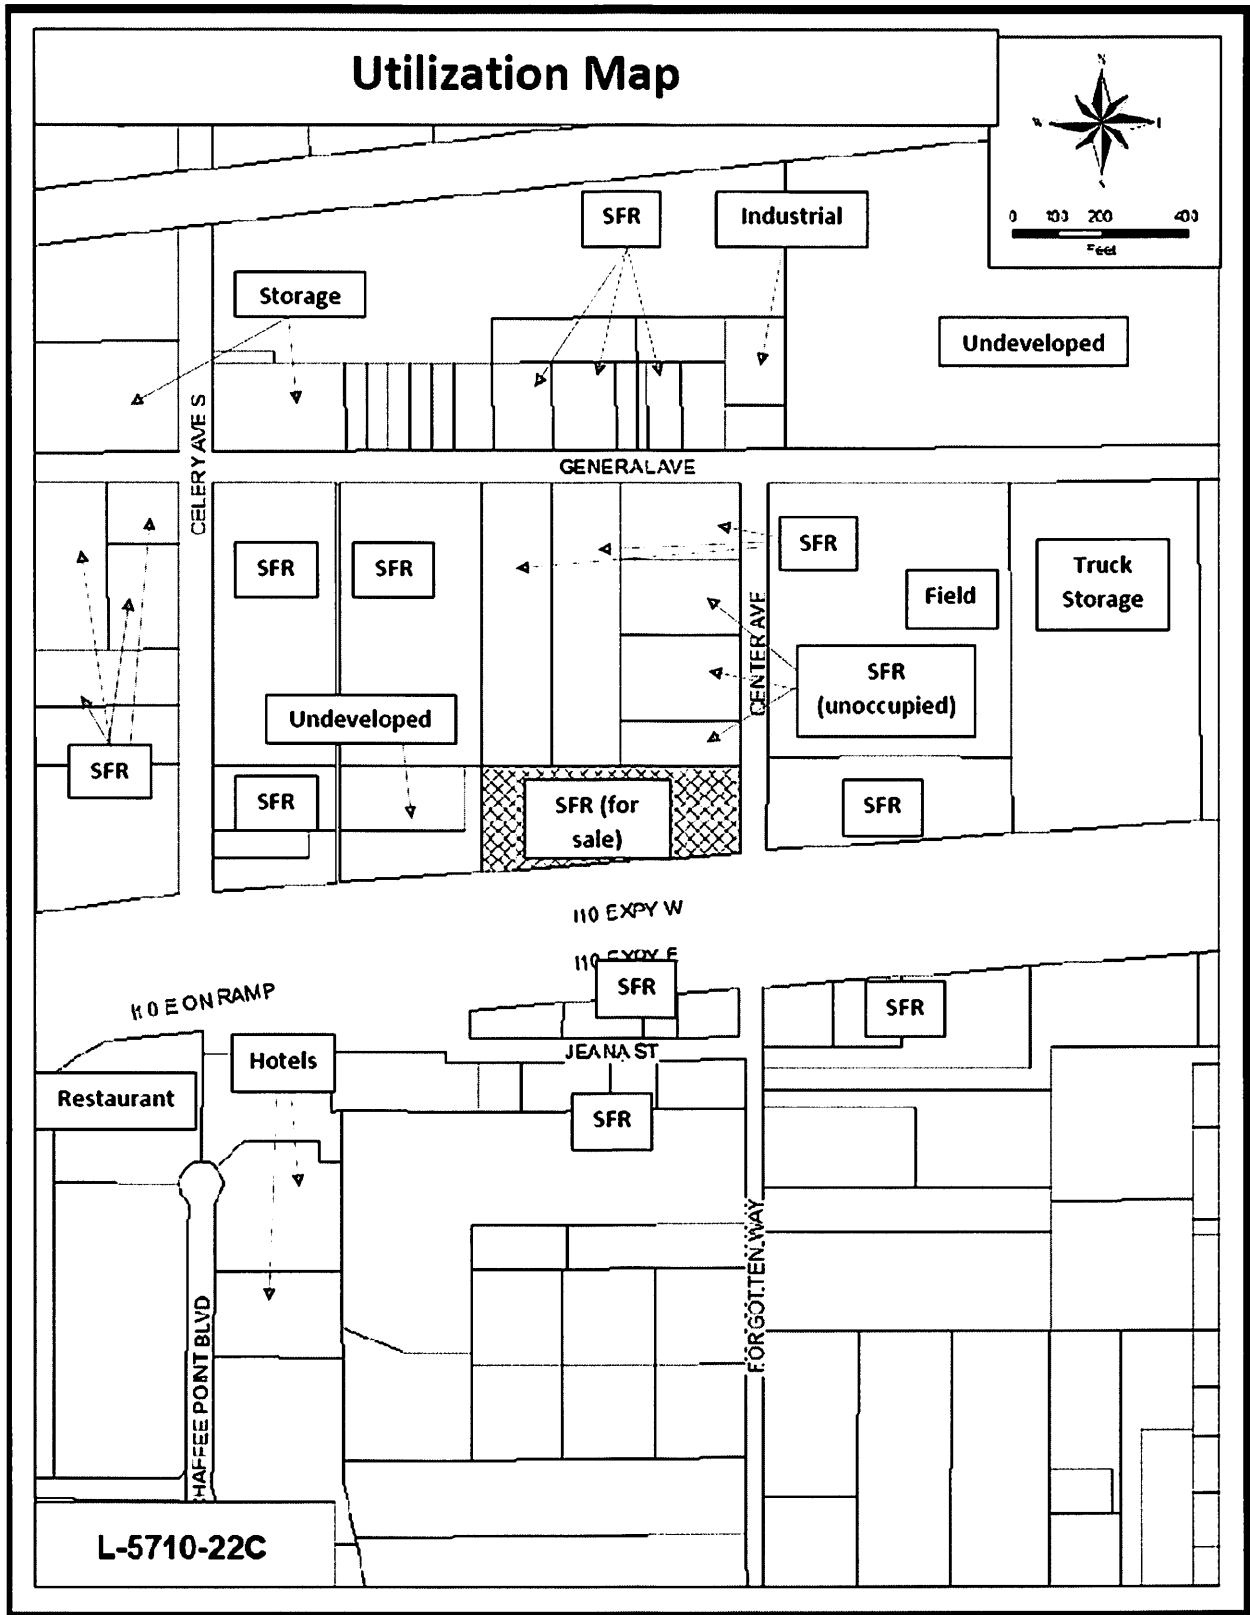 Utilization Map
N
W
0 100 200 400
Feet
SFR
Industrial
Storage
Undeveloped
CELERY AVE S
GENERAL AVE
SFR
SFR
SFR
Truck
Storage
Field
CENTER AVE
SFR
(unoccupied)
Undeveloped
SFR
SFR
SFR (for
sale)
SFR
I10 EXPY W
I10 EXPY E
SFR
SFR
I10 E ON RAMP
JEANA ST
Hotels
Restaurant
SFR
FORGOTTEN WAY
HAFFEE POINT BLVD
L-5710-22C